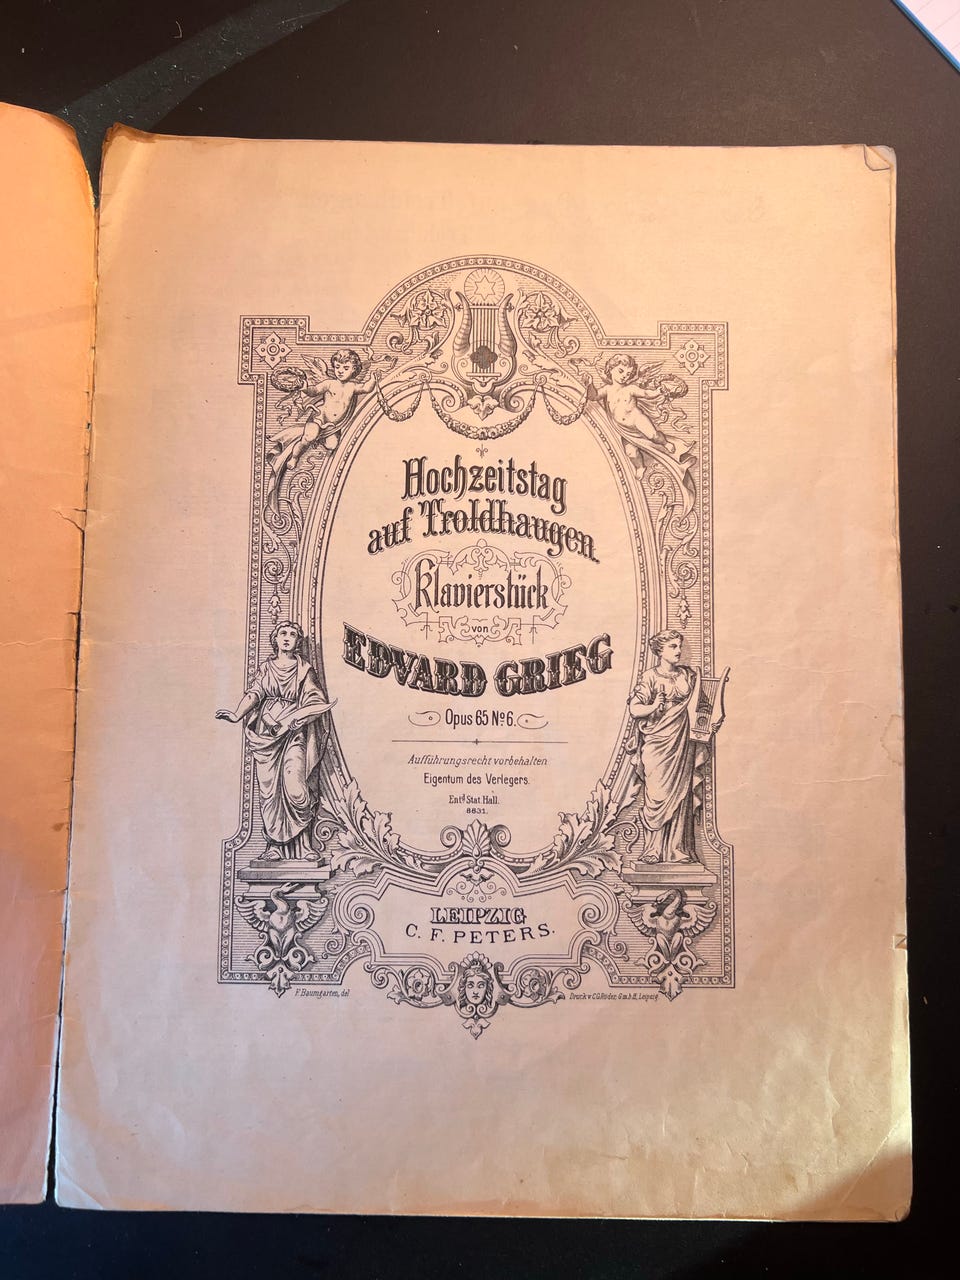 Hochzeitstag
auf Troldhaugen.
Klavierstück
von
EDVARD GRIEG
Opus 65 No 6.
Aufführungsrecht vorbehalten
Eigentum des Verlegers.
Entd Stat. Hall.
8831.
LEIPZIG
C. F. PETERS.
F. Baumgarten, del
Druck v. C.G. Röder, G.m.b.H., Leipzig.